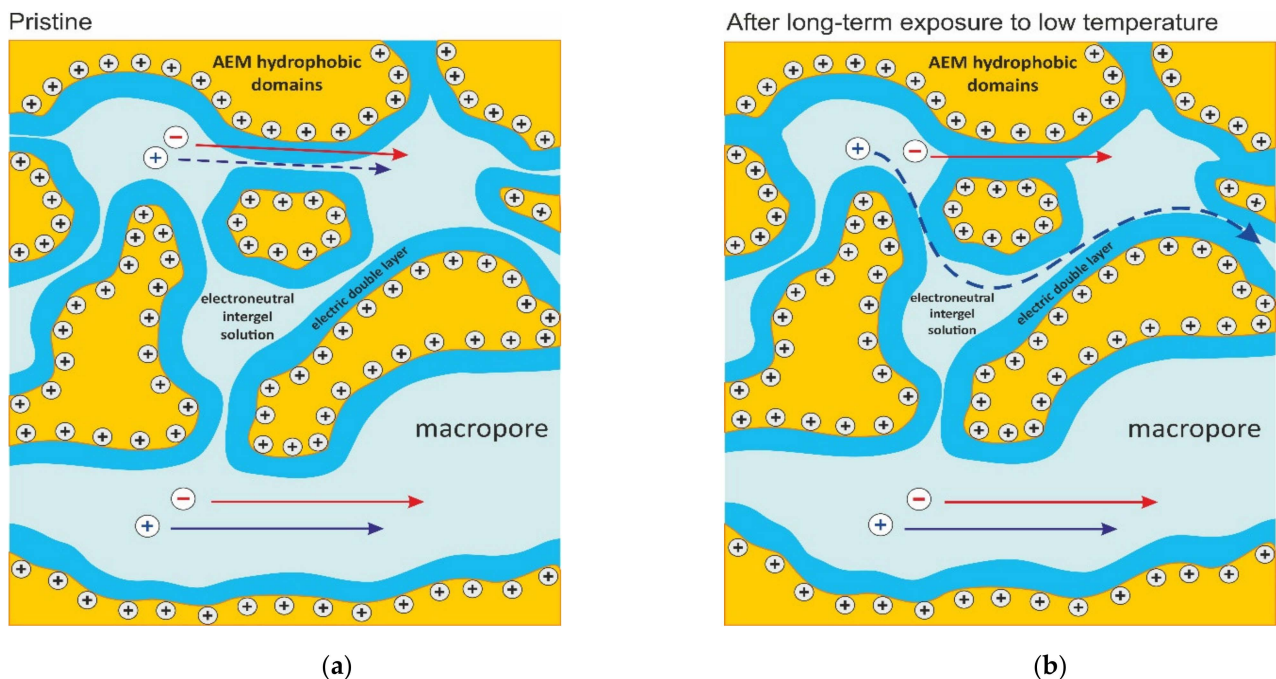 Pristine
AEM hydrophobic
domains
electroneutral
intergel
solution
electric double layer
macropore
(a)
After long-term exposure to low temperature
AEM hydrophobic
domains
electroneutral
intergel
solution
electric double layer
macropore
(b)